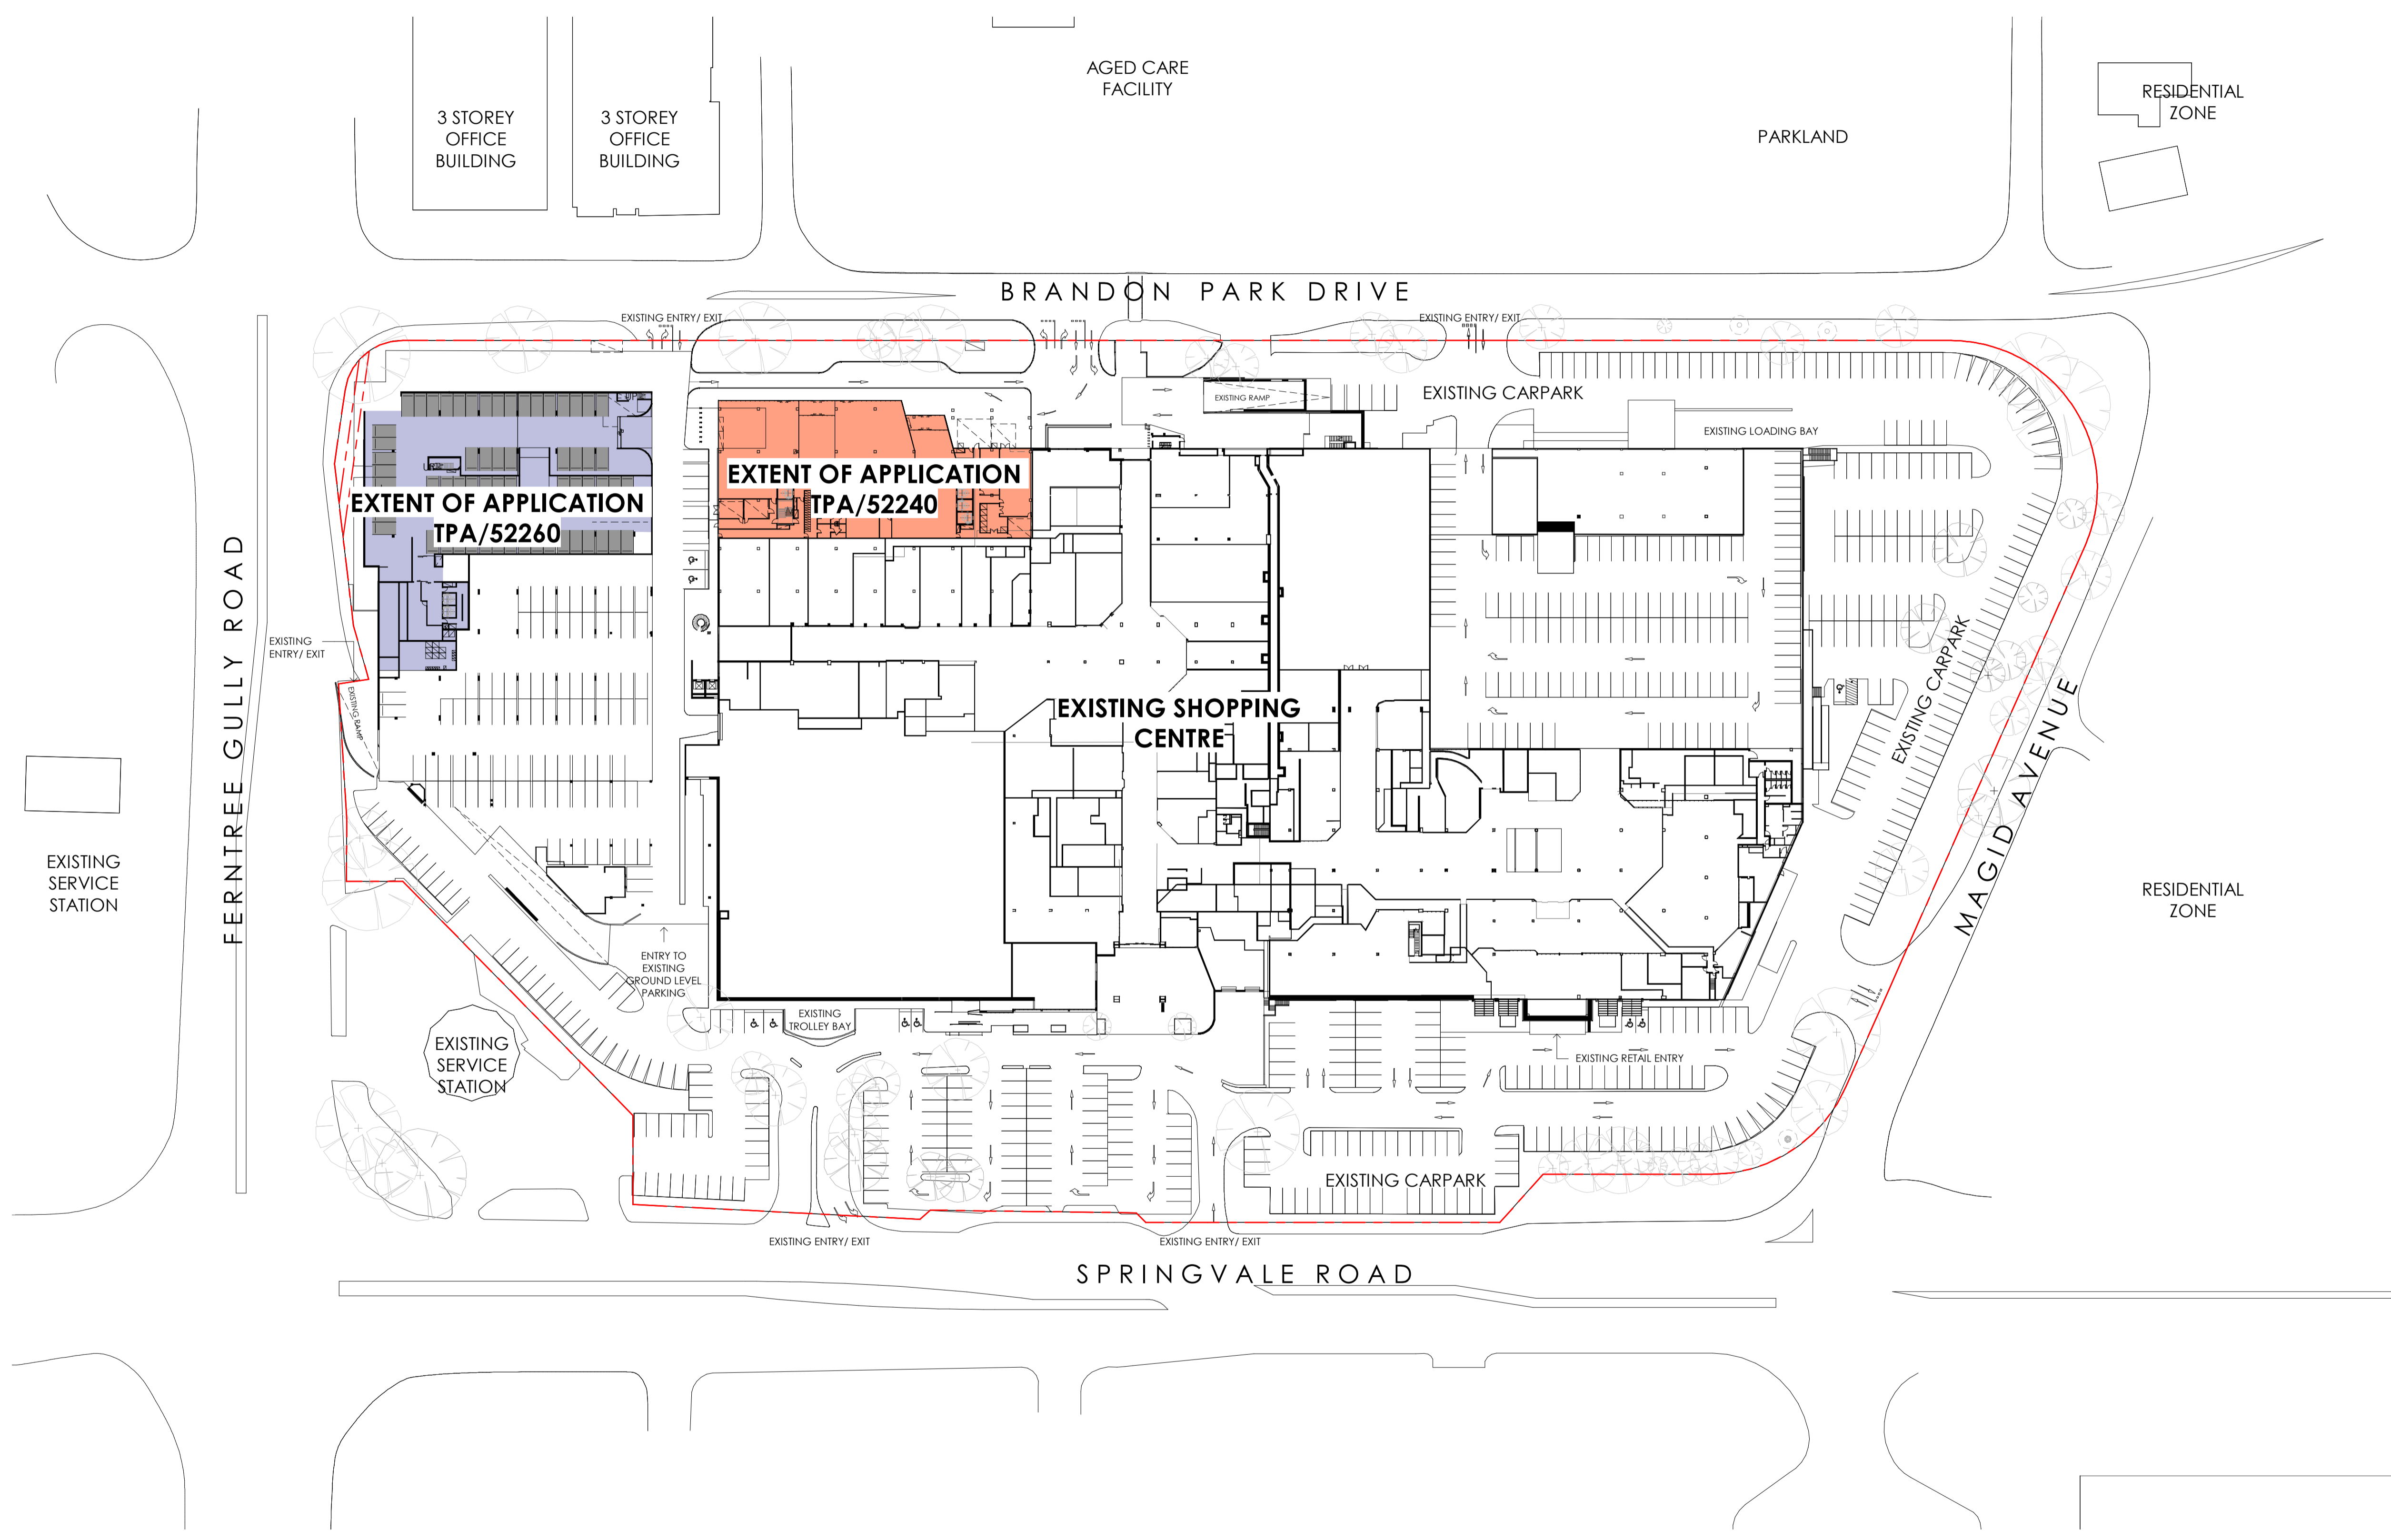 AGED CARE
FACILITY
RESIDENTIAL
ZONE
3 STOREY
OFFICE
BUILDING
3 STOREY
OFFICE
BUILDING
PARKLAND
BRANDON PARK DRIVE
EXISTING ENTRY/ EXIT
EXISTING ENTRY/ EXIT
EXISTING CARPARK
EXISTING RAMP
EXISTING LOADING BAY
EXTENT OF APPLICATION
TPA/52240
EXTENT OF APPLICATION
TPA/52260
FERNTREE GULLY ROAD
EXISTING
ENTRY/ EXIT
EXISTING RAMP
EXISTING SHOPPING
CENTRE
EXISTING CARPARK
MAGID AVENUE
EXISTING
SERVICE
STATION
RESIDENTIAL
ZONE
ENTRY TO
EXISTING
GROUND LEVEL
PARKING
EXISTING
TROLLEY BAY
EXISTING
SERVICE
STATION
EXISTING RETAIL ENTRY
EXISTING CARPARK
EXISTING ENTRY/ EXIT
EXISTING ENTRY/ EXIT
SPRINGVALE ROAD